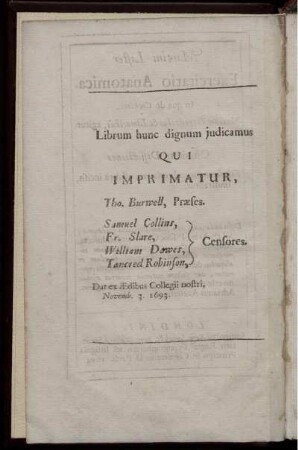 Librum hunc dignum judicamus
QUI
IMPRIMATUR,
Tho. Burwell, Præses.
Samuel Collins,
Fr. Slare,
William Dawes,
Tancred Robinson,
Censores.
Dat ex Ædibus Collegii nostri,
Novemb. 3. 1693.